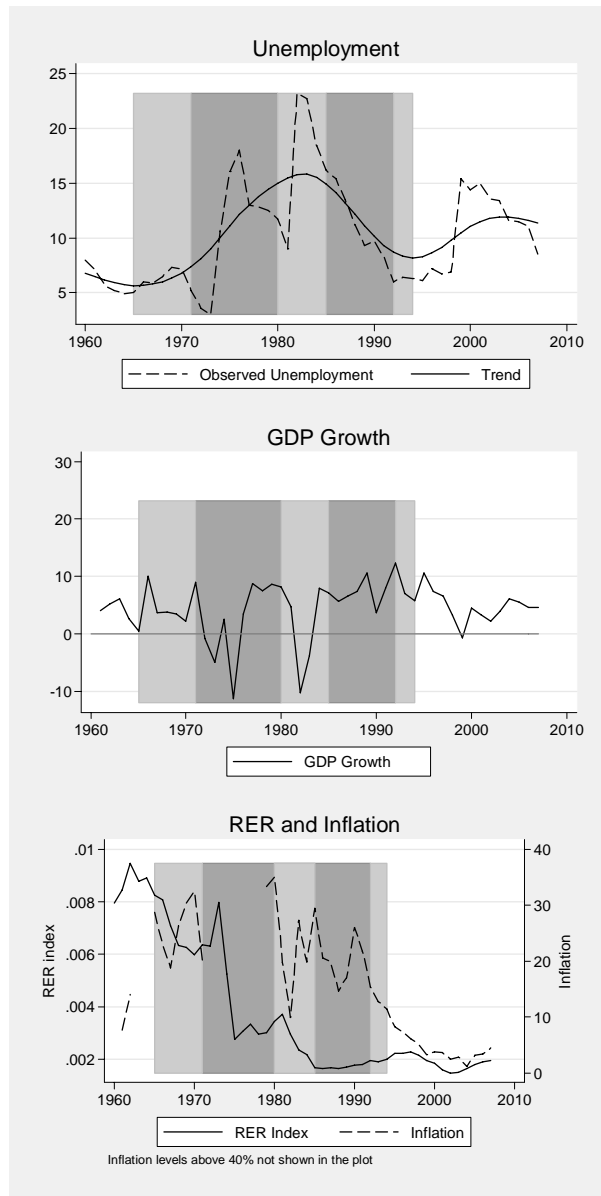 Unemployment
25
20
15
10
5
1960 1970 1980 1990 2000 2010
Observed Unemployment Trend
GDP Growth
30
20
10
0
-10
1960 1970 1980 1990 2000 2010
GDP Growth
RER and Inflation
.01 40
.008 30
.006 20
.004 10
.002 0
RER index
Inflation
1960 1970 1980 1990 2000 2010
RER Index Inflation
Inflation levels above 40% not shown in the plot